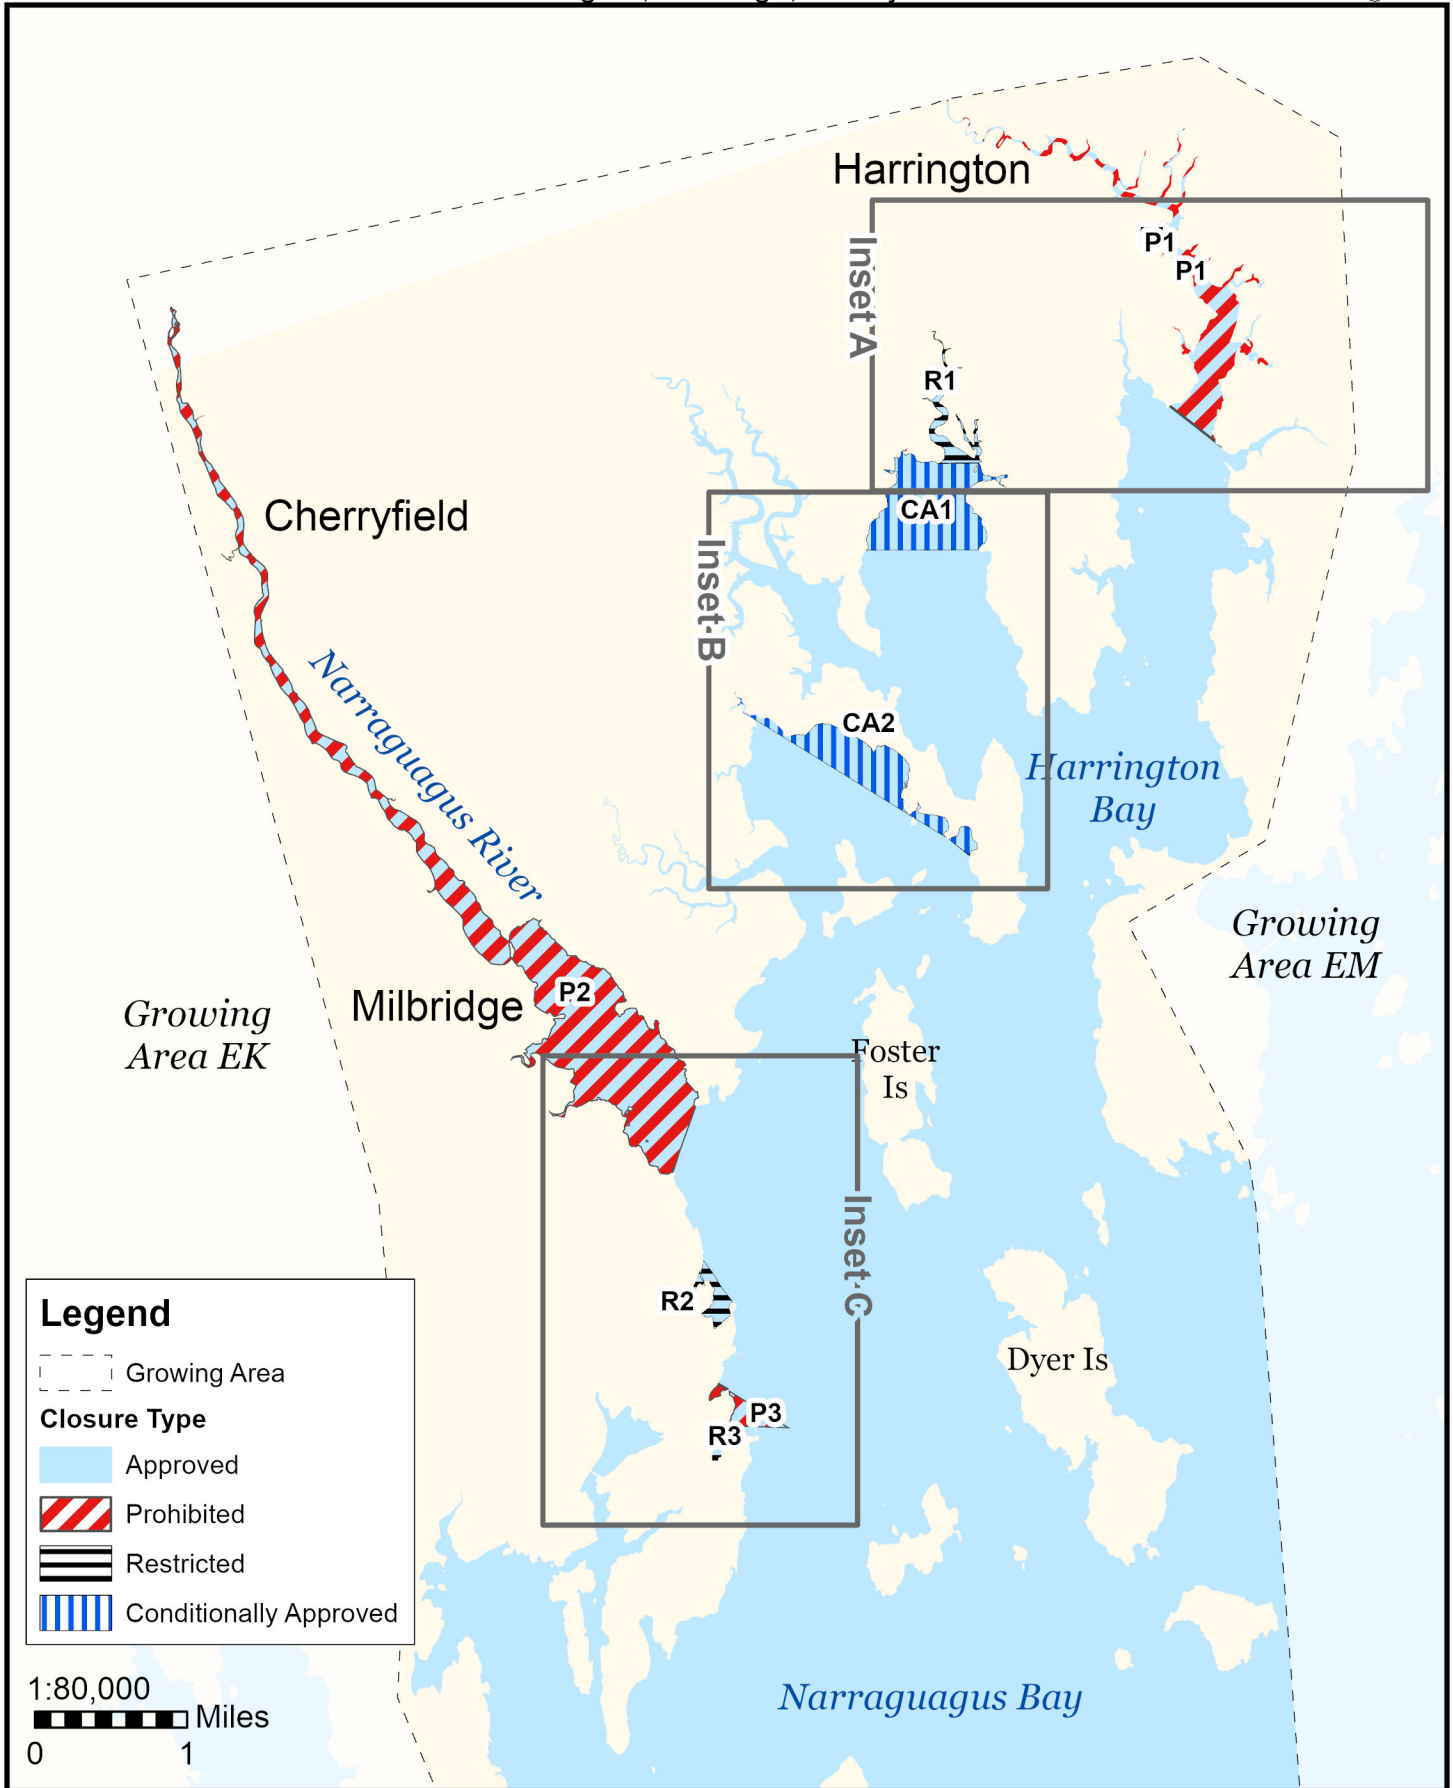 Harrington
P1
P1
Inset A
R1
CA1
Cherryfield
Inset B
Narraguagus River
CA2
Harrington
Bay
Growing
Area EM
P2
Milbridge
Growing
Area EK
Foster
Is
Inset C
R2
Dyer Is
P3
R3
Legend
Growing Area
Closure Type
Approved
Prohibited
Restricted
Conditionally Approved
Narraguagus Bay
1:80,000
Miles
0 1